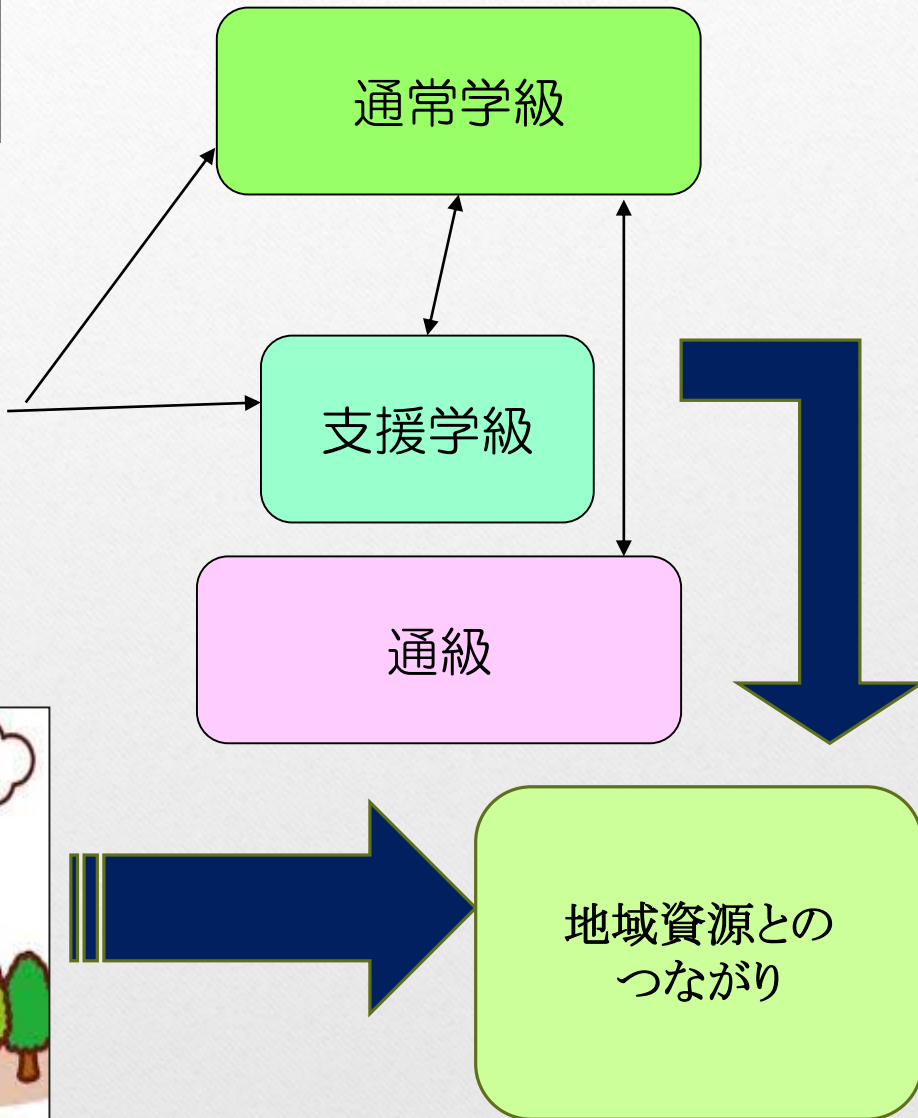 通常学級
支援学級
通級
地域資源との
つながり